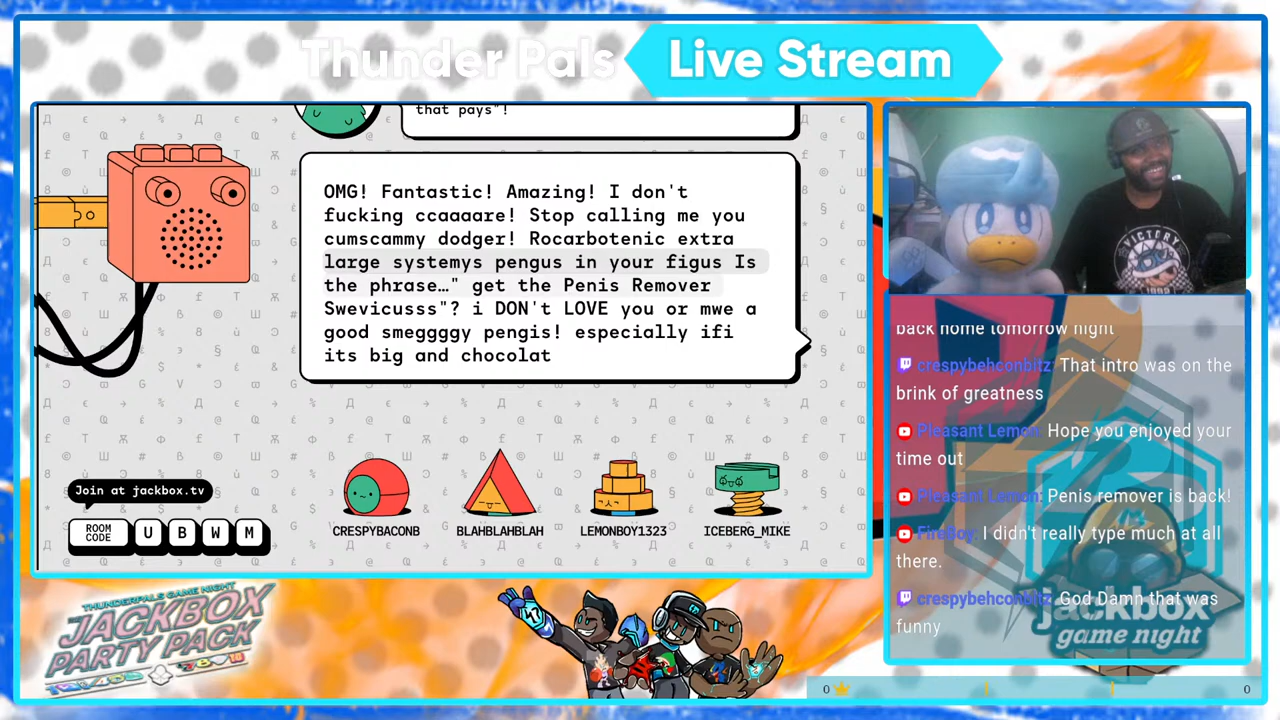 Thunder Pals Live Stream
that pays"!
OMG! Fantastic! Amazing! I don't
fucking ccaaaare! Stop calling me you
cumscammy dodger! Rocarbotenic extra
large systemys pengus in your figus Is
the phrase…" get the Penis Remover
Swevicusss"? i DON't LOVE you or mwe a
good smeggggy pengis! especially ifi
its big and chocolat
Join at jackbox.tv
ROOM
CODE
U B W M
CRESPYBACONB
BLAHBLAHBLAH
LEMONBOY1323
ICEBERG_MIKE
VICTORY
back home tomorrow night
crespybehconbitz: That intro was on the
brink of greatness
Pleasant Lemon: Hope you enjoyed your
time out
Pleasant Lemon: Penis remover is back!
FireBoy: I didn't really type much at all
there.
crespybehconbitz: God Damn that was
funny
jackbox
game night
THUNDERPALS GAME NIGHT
JACKBOX
PARTY PACK
0
0